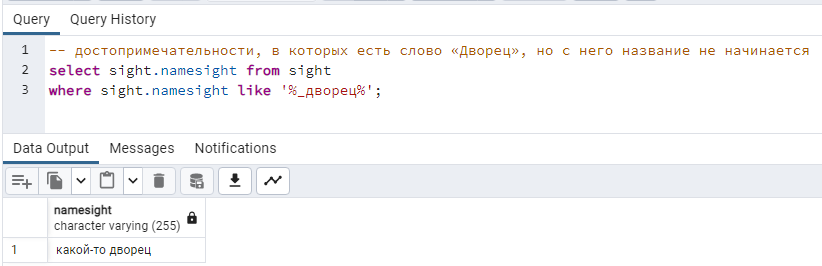 Query Query History
1 -- достопримечательности, в которых есть слово «Дворец», но с него название не начинается
2 select sight.namesight from sight
3 where sight.namesight like '%_дворец%';
Data Output Messages Notifications
namesight
character varying (255)
1 какой-то дворец